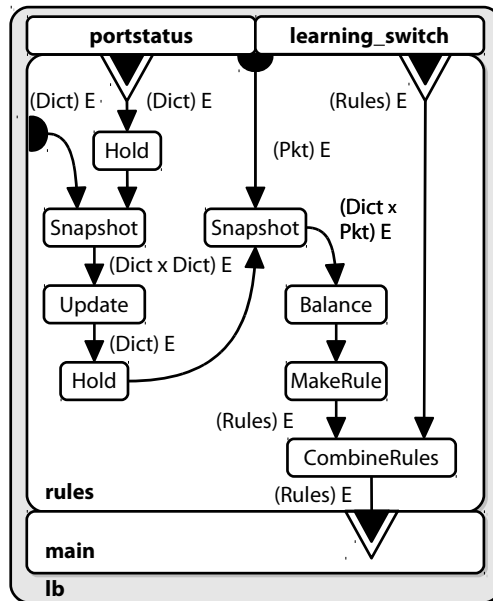 portstatus
learning_switch
(Dict) E
(Dict) E
(Rules) E
Hold
(Pkt) E
Snapshot
Snapshot
(Dict x
Pkt) E
(Dict x Dict) E
Update
Balance
(Dict) E
Hold
MakeRule
(Rules) E
CombineRules
rules
(Rules) E
main
lb